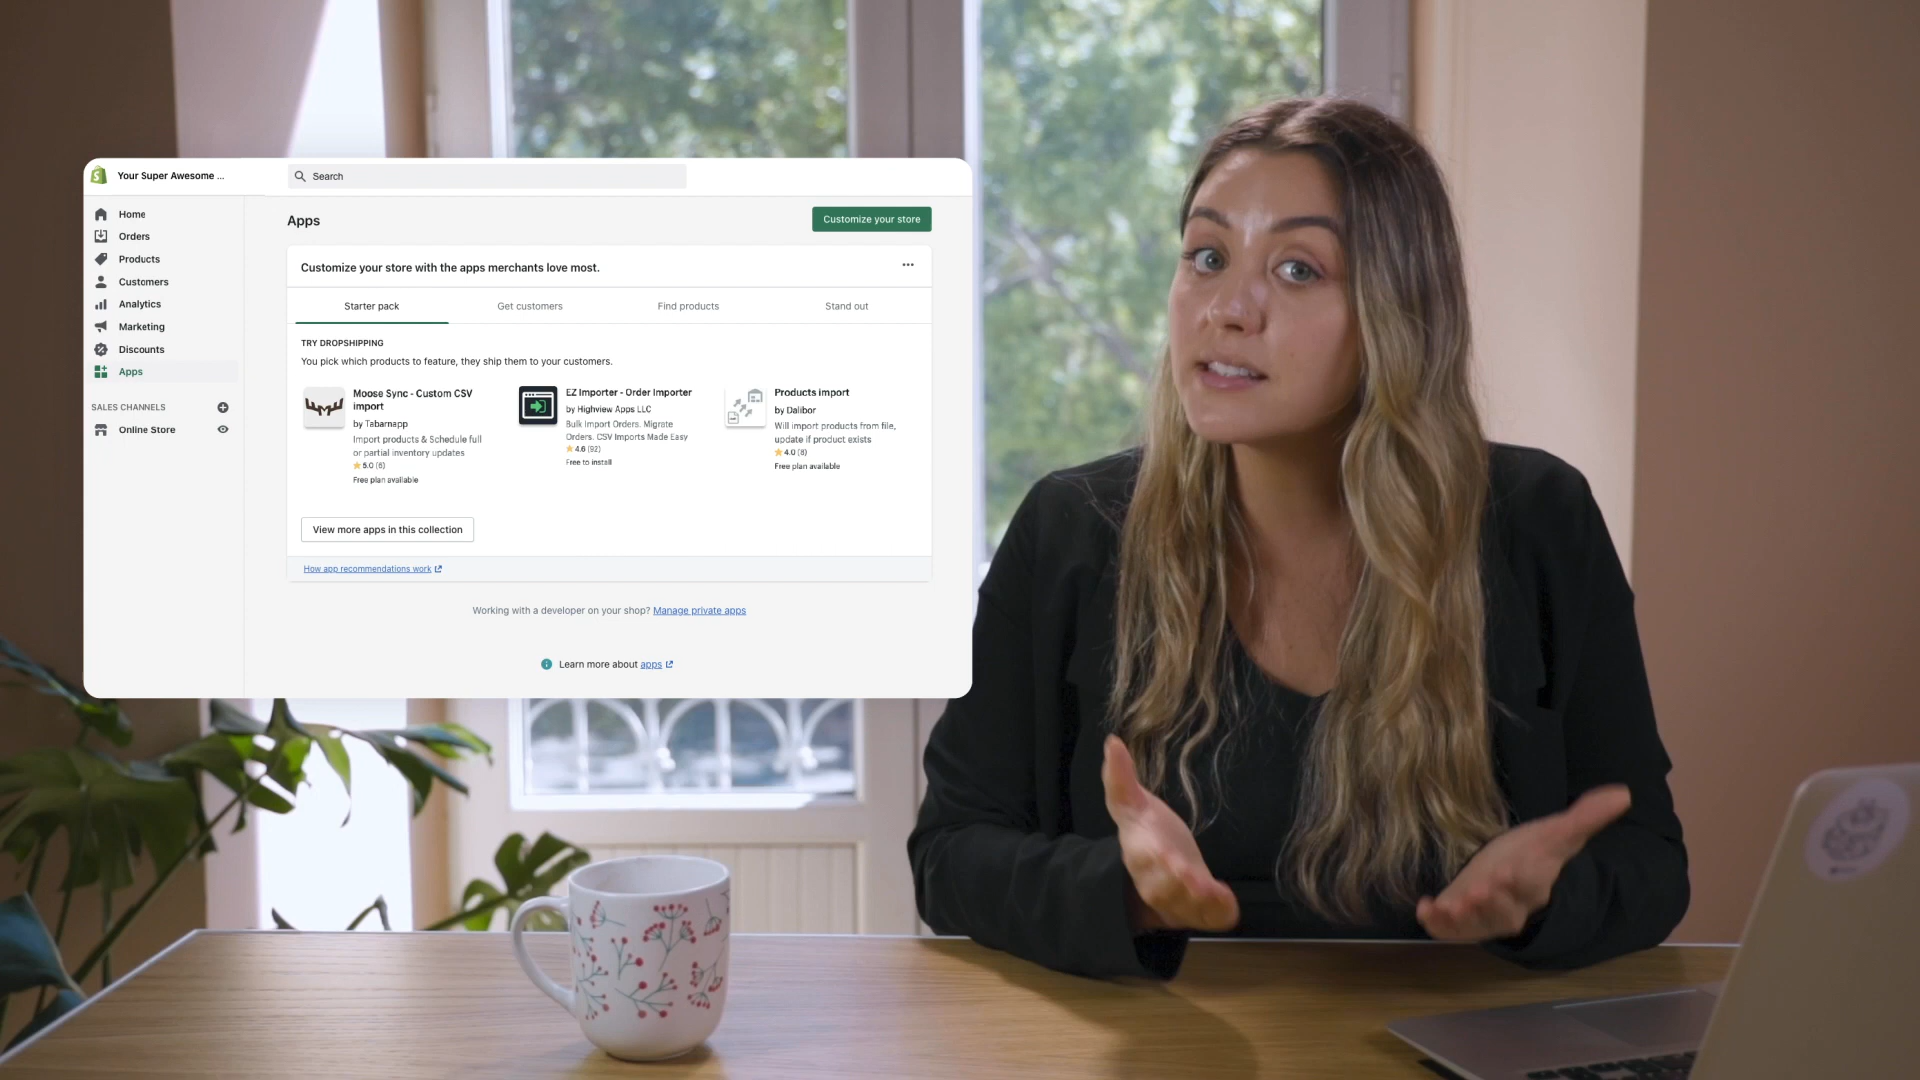 Your Super Awesome ...
Search
Home
Orders
Products
Customers
Analytics
Marketing
Discounts
Apps
SALES CHANNELS
Online Store
Apps
Customize your store
Customize your store with the apps merchants love most.
Starter pack
Get customers
Find products
Stand out
TRY DROPSHIPPING
You pick which products to feature, they ship them to your customers.
Moose Sync - Custom CSV
import
by Tabarnapp
Import products & Schedule full
or partial inventory updates
5.0 (6)
Free plan available
EZ Importer - Order Importer
by Highview Apps LLC
Bulk Import Orders. Migrate
Orders. CSV Imports Made Easy
4.6 (92)
Free to install
Products import
by Dalibor
Will import products from file,
update if product exists
4.0 (8)
Free plan available
View more apps in this collection
How app recommendations work
Working with a developer on your shop? Manage private apps
Learn more about apps